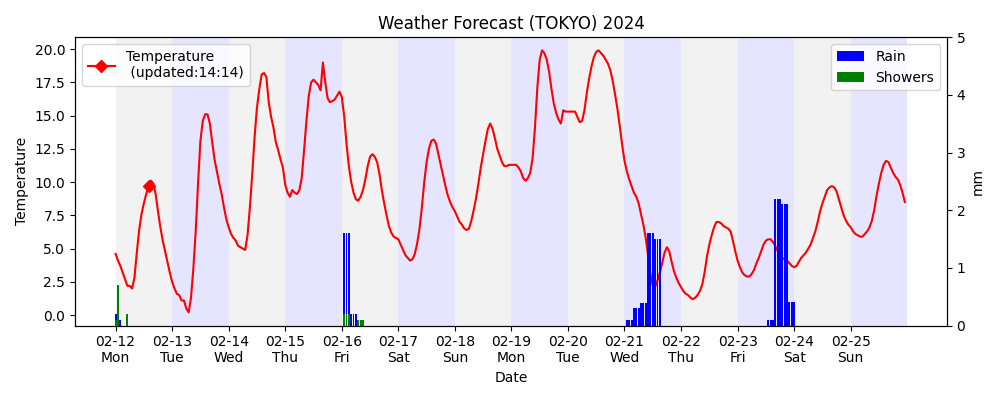 Weather Forecast (TOKYO) 2024
Temperature
(updated:14:14)
Rain
Showers
20.0
17.5
15.0
12.5
10.0
7.5
5.0
2.5
0.0
Temperature
5
4
3
2
1
0
mm
02-12 02-13 02-14 02-15 02-16 02-17 02-18 02-19 02-20 02-21 02-22 02-23 02-24 02-25
Mon Tue Wed Thu Fri Sat Sun Mon Tue Wed Thu Fri Sat Sun
Date